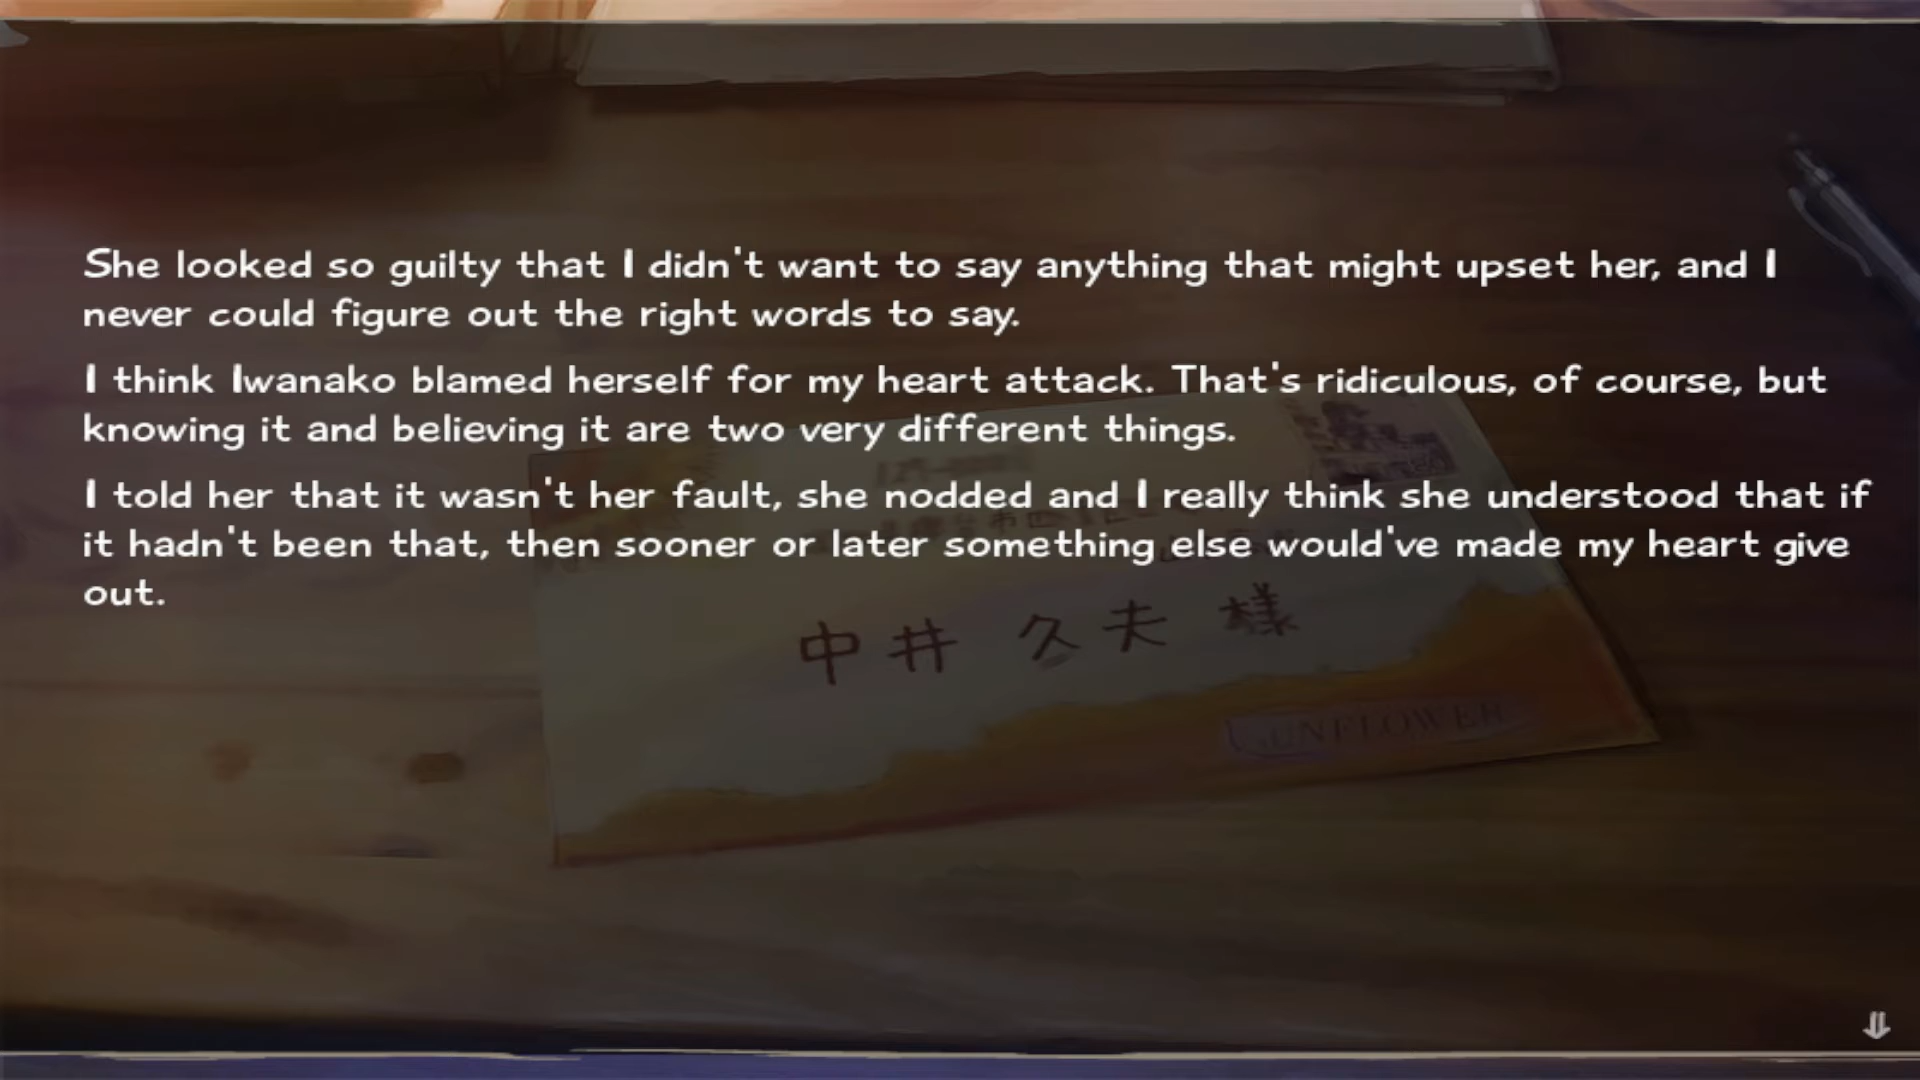 She looked so guilty that I didn't want to say anything that might upset her, and I
never could figure out the right words to say.
I think Iwanako blamed herself for my heart attack. That's ridiculous, of course, but
knowing it and believing it are two very different things.
I told her that it wasn't her fault, she nodded and I really think she understood that if
it hadn't been that, then sooner or later something else would've made my heart give
out.
中井 久夫 様
SUNFLOWER